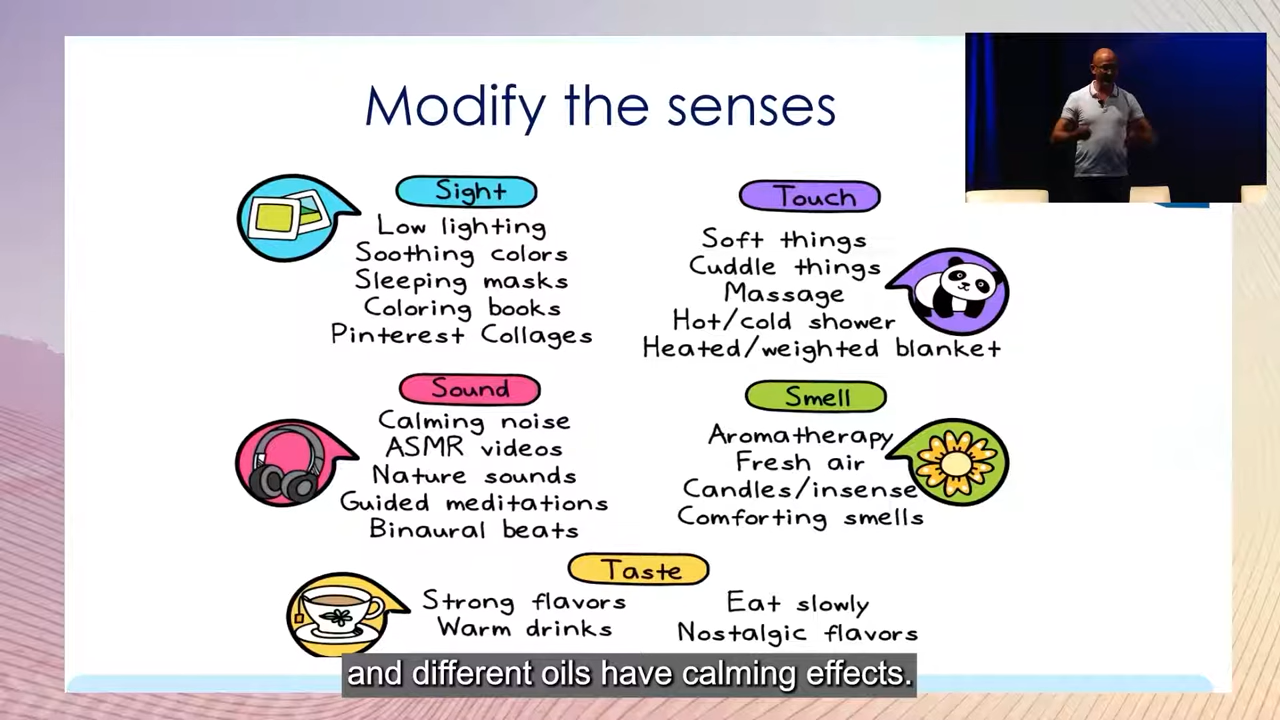 Modify the senses
Sight
Low lighting
Soothing colors
Sleeping masks
Coloring books
Pinterest Collages
Touch
Soft things
Cuddle things
Massage
Hot/cold shower
Heated/weighted blanket
Sound
Calming noise
ASMR videos
Nature sounds
Guided meditations
Binaural beats
Smell
Aromatherapy
Fresh air
Candles/insense
Comforting smells
Taste
Strong flavors
Warm drinks
Eat slowly
Nostalgic flavors
and different oils have calming effects.